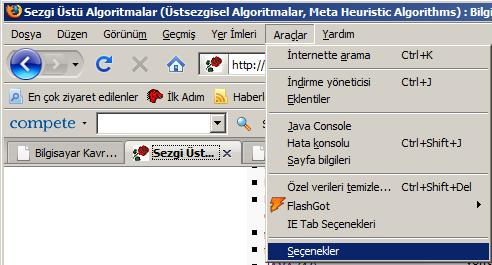 Sezgi Üstü Algoritmalar (Üstsezgisel Algoritmalar, Meta Heuristic Algorithms) : Bilgi
Dosya Düzen Görünüm Geçmiş Yer İmleri Araçlar Yardım
http://
En çok ziyaret edilenler İlk Adım Haberle
compete
Bilgisayar Kavr... Sezgi Üst...
İnternette arama Ctrl+K
İndirme yöneticisi Ctrl+J
Eklentiler
Java Console
Hata konsolu Ctrl+Shift+J
Sayfa bilgileri
Özel verileri temizle... Ctrl+Shift+Del
FlashGot
IE Tab Seçenekleri
Seçenekler